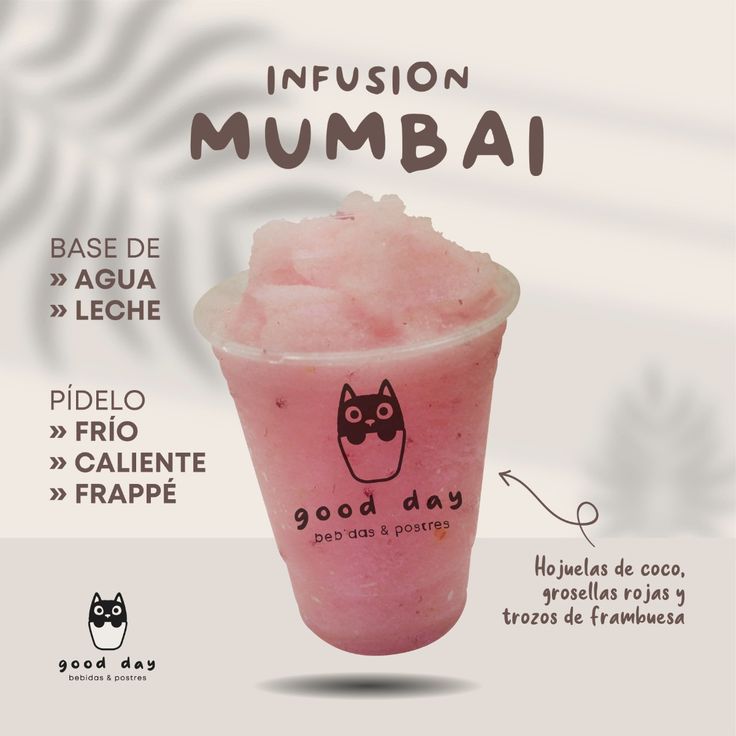 INFUSION
MUMBAI
BASE DE
» AGUA
» LECHE
PÍDELO
» FRÍO
» CALIENTE
» FRAPPÉ
good day
beb das & postres
Hojuelas de coco,
grosellas rojas y
trozos de frambuesa
good day
bebidas & postres